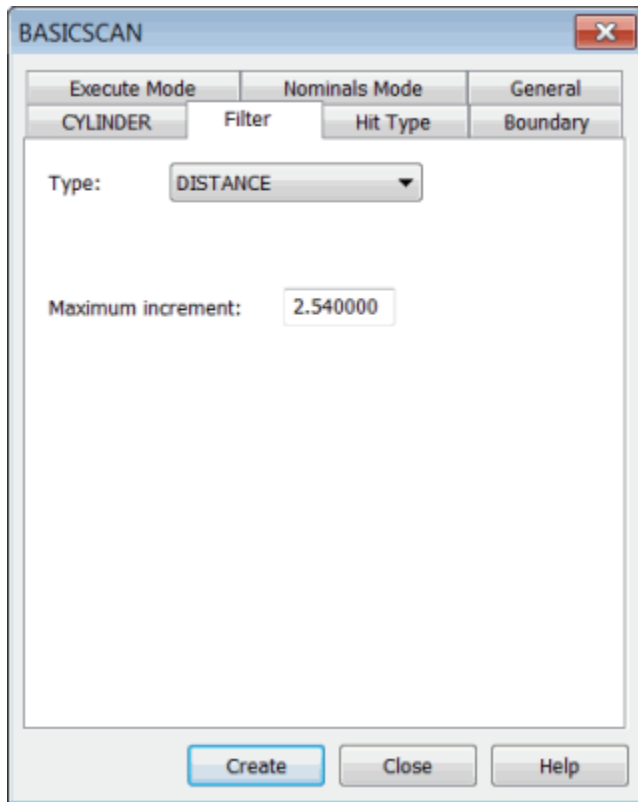 BASICSCAN
Execute Mode Nominals Mode General
CYLINDER Filter Hit Type Boundary
Type: DISTANCE
Maximum increment: 2.540000
Create Close Help